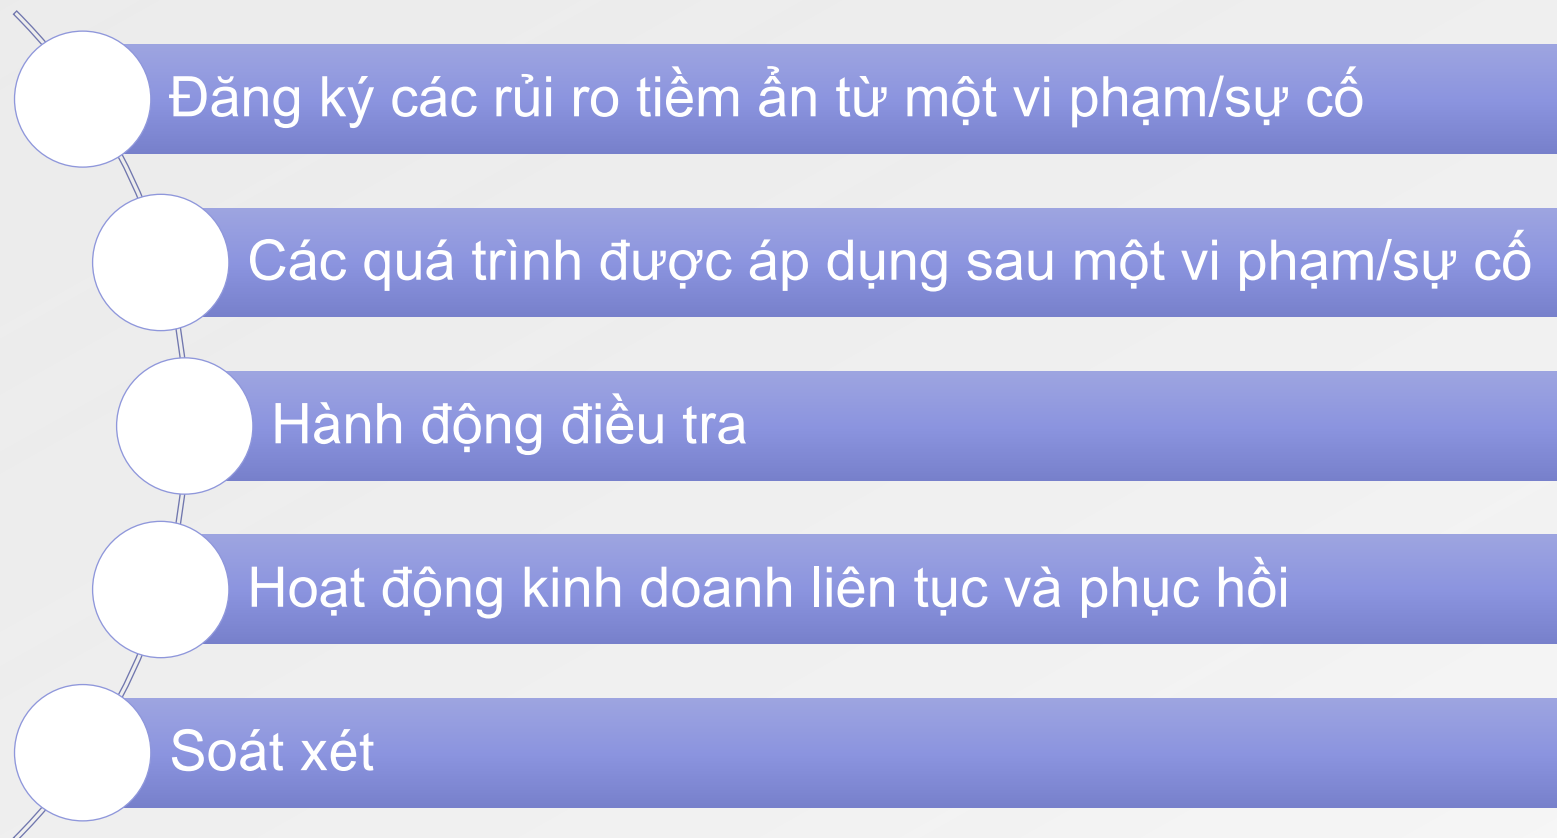 Đăng ký các rủi ro tiềm ẩn từ một vi phạm/sự cố
Các quá trình được áp dụng sau một vi phạm/sự cố
Hành động điều tra
Hoạt động kinh doanh liên tục và phục hồi
Soát xét